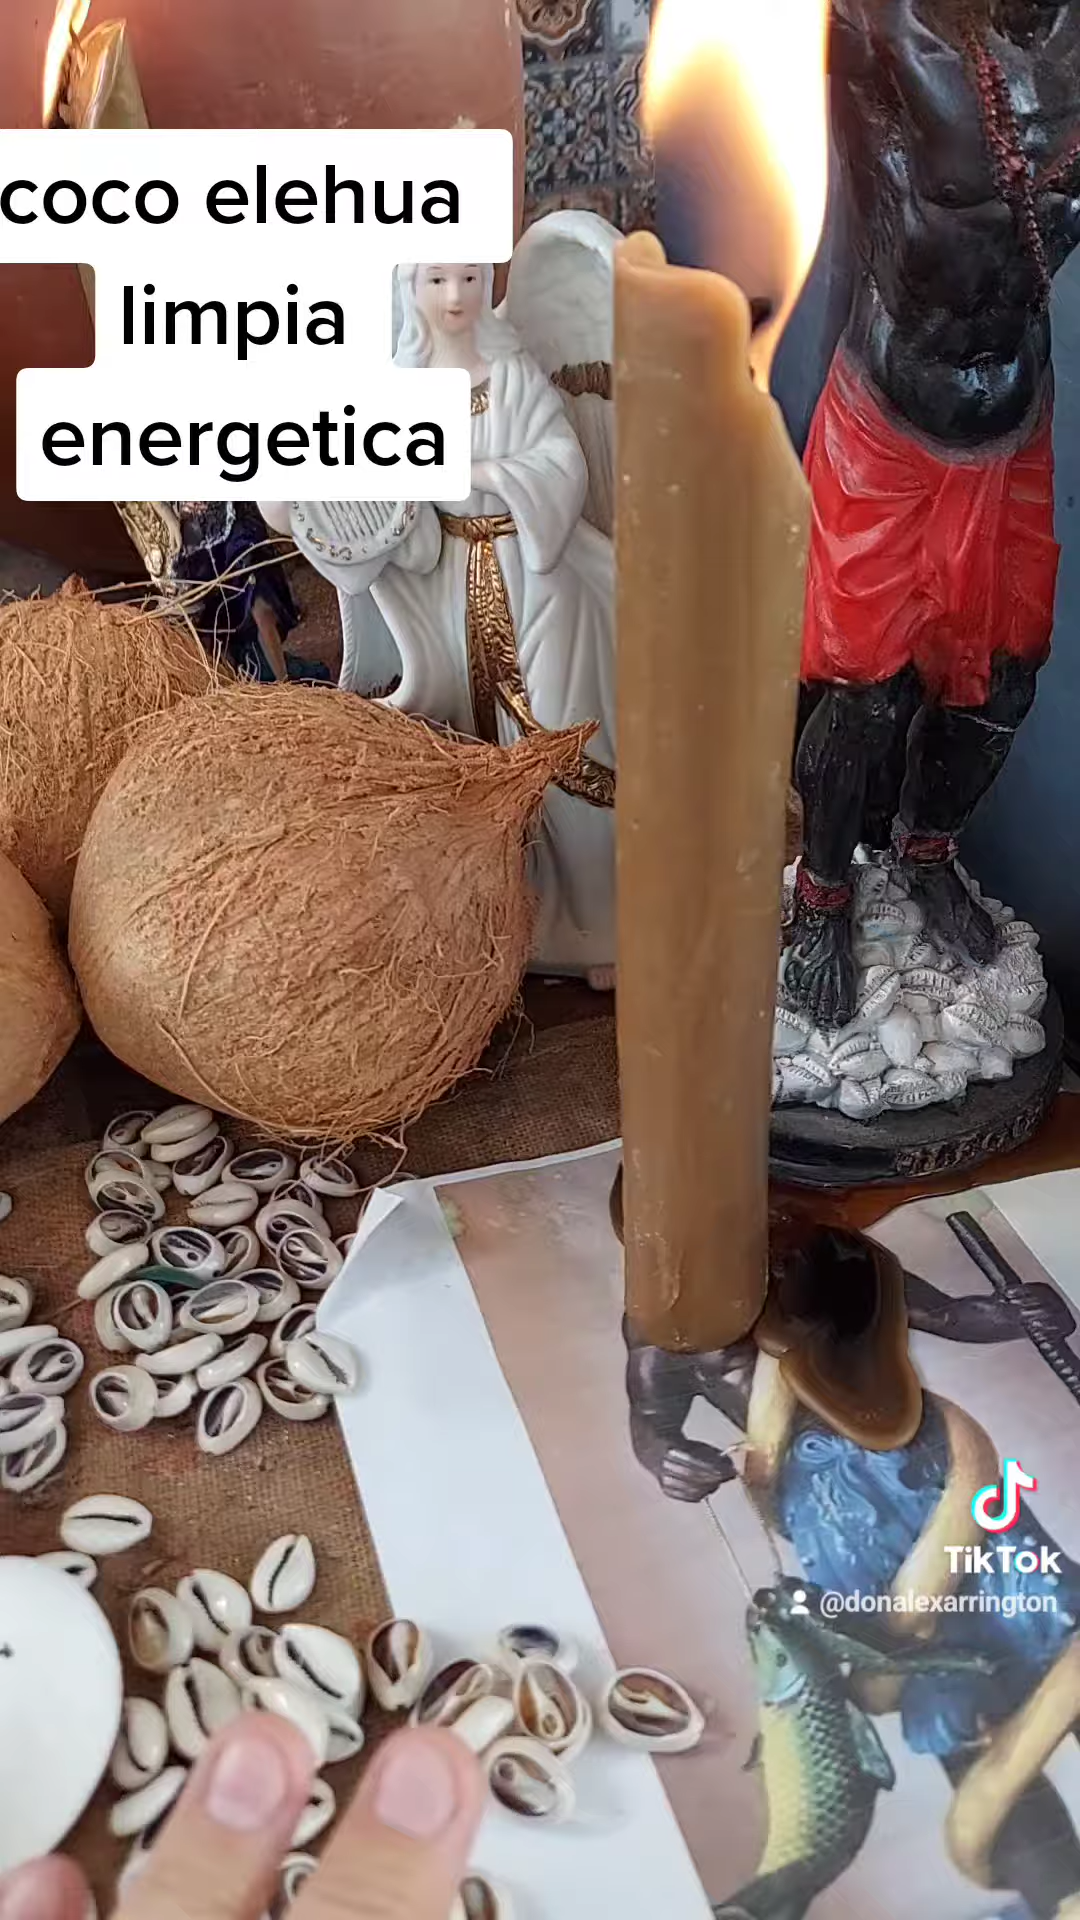 coco elehua
limpia
energetica
TikTok
@donalexarrington